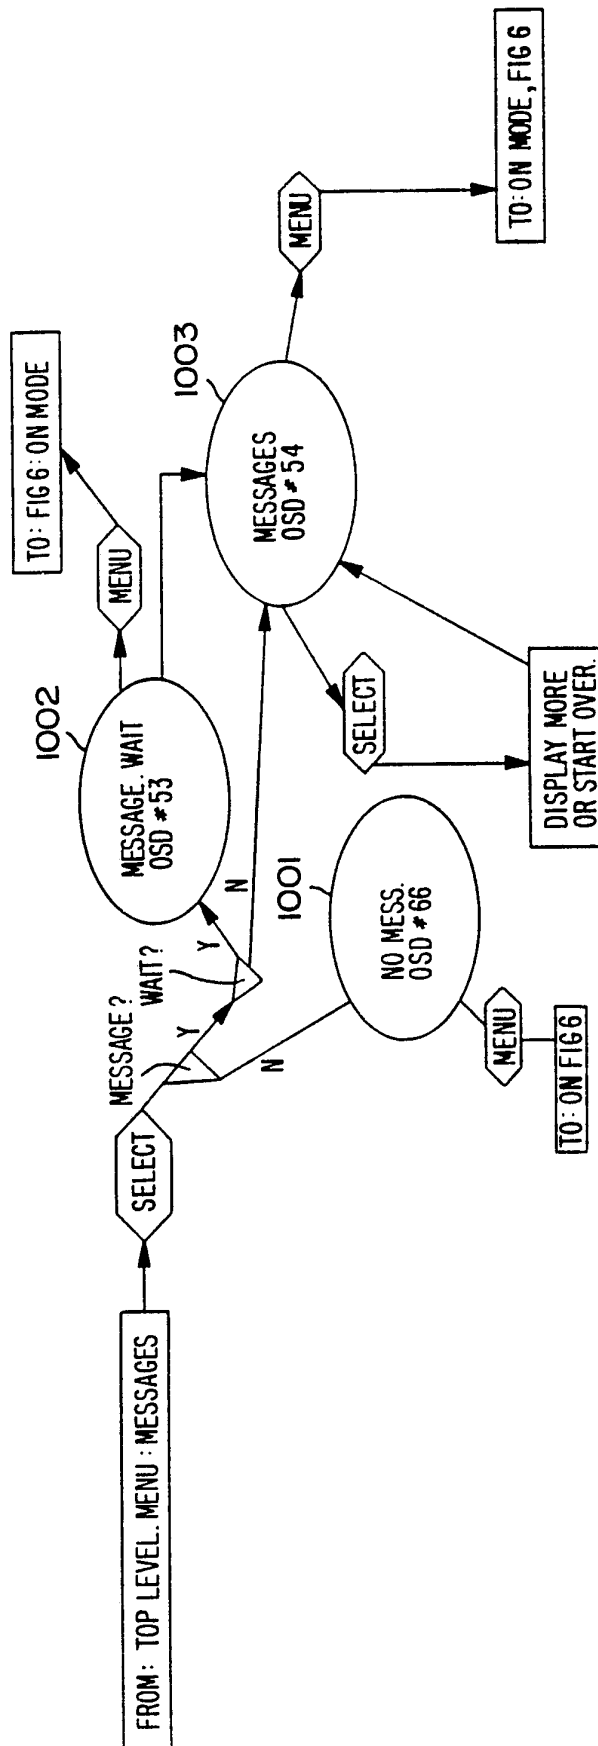 FROM: TOP LEVEL. MENU: MESSAGES
SELECT
MESSAGE?
Y
N
WAIT?
Y
N
1001
NO MESS.
OSD #66
MENU
TO: ON FIG6
1002
MESSAGE. WAIT
OSD #53
MENU
TO: FIG 6: ON MODE
1003
MESSAGES
OSD #54
SELECT
DISPLAY MORE
OR START OVER.
MENU
TO: ON MODE, FIG 6